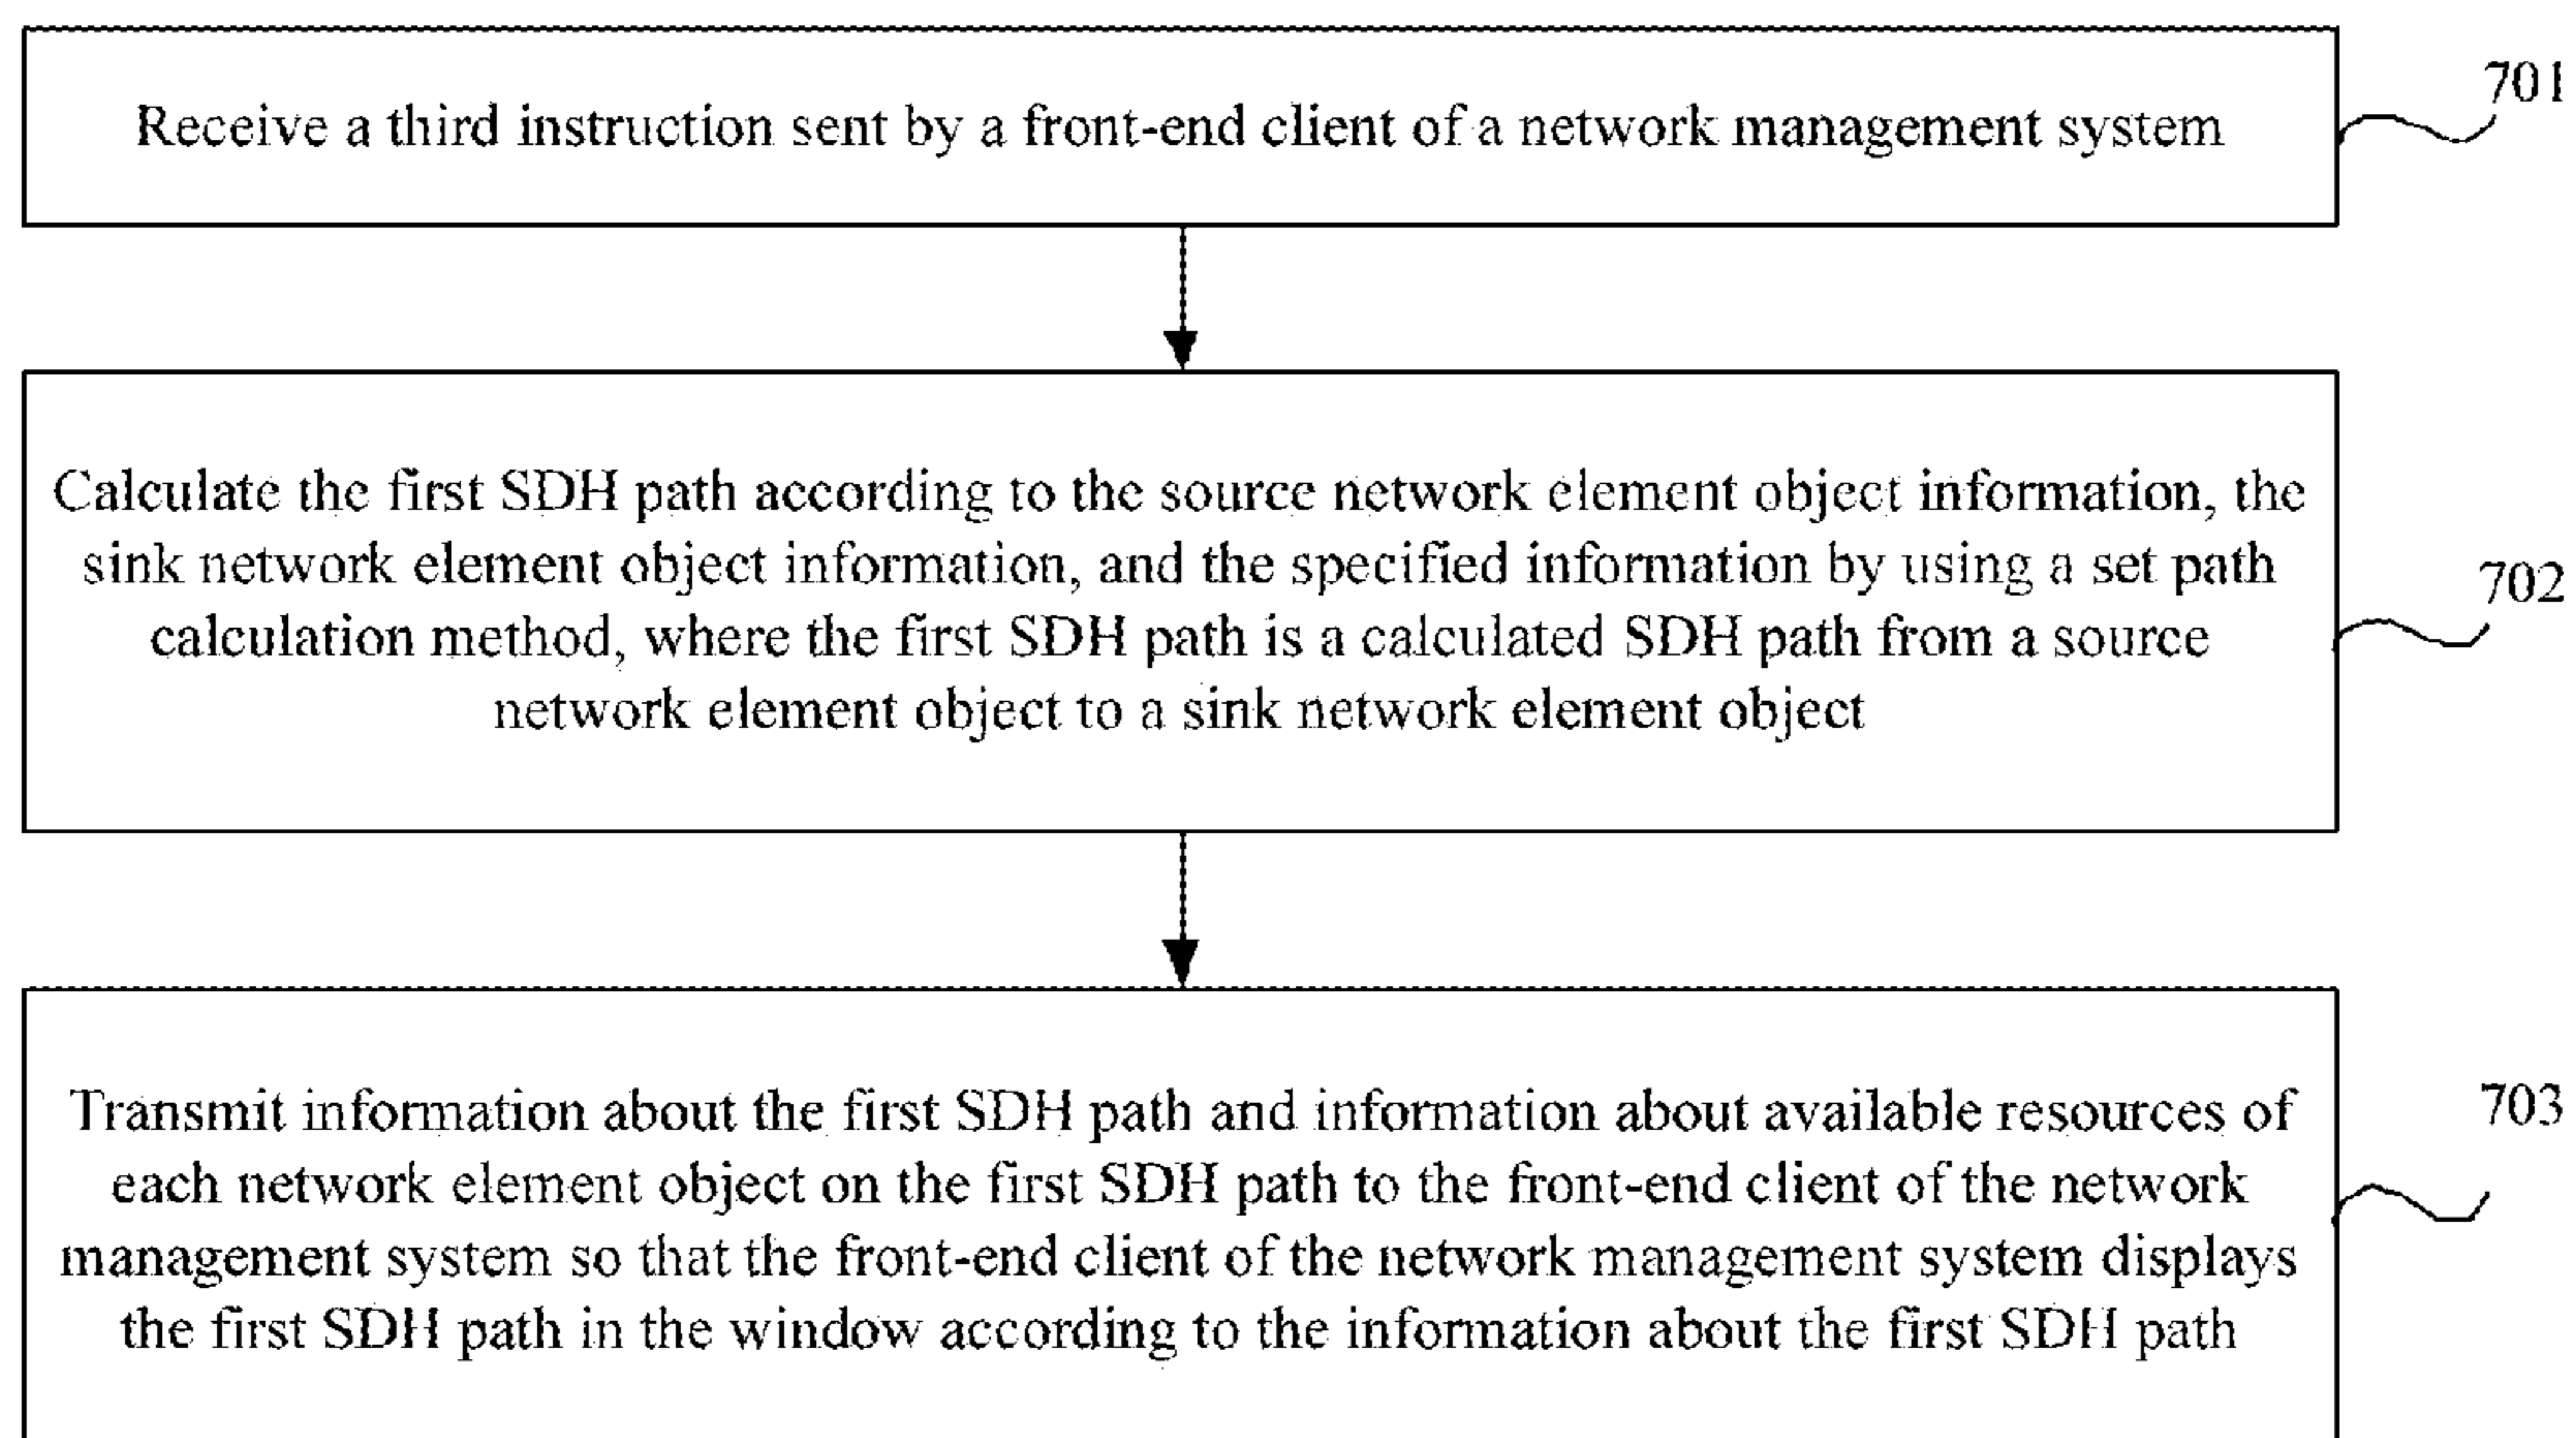 Receive a third instruction sent by a front-end client of a network management system
701
Calculate the first SDH path according to the source network element object information, the
sink network element object information, and the specified information by using a set path
calculation method, where the first SDH path is a calculated SDH path from a source
network element object to a sink network element object
702
Transmit information about the first SDH path and information about available resources of
each network element object on the first SDH path to the front-end client of the network
management system so that the front-end client of the network management system displays
the first SDH path in the window according to the information about the first SDH path
703